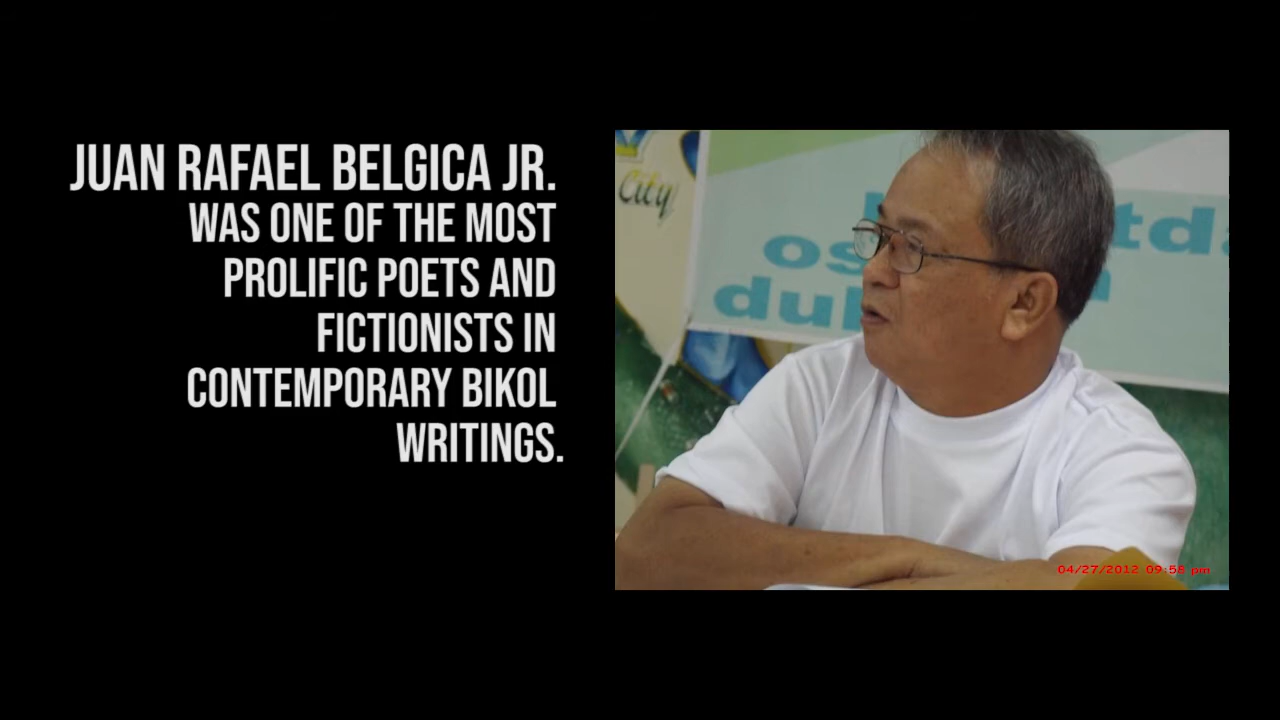 JUAN RAFAEL BELGICA JR.
WAS ONE OF THE MOST
PROLIFIC POETS AND
FICTIONISTS IN
CONTEMPORARY BIKOL
WRITINGS.
City
04/27/2012 09:58 pm